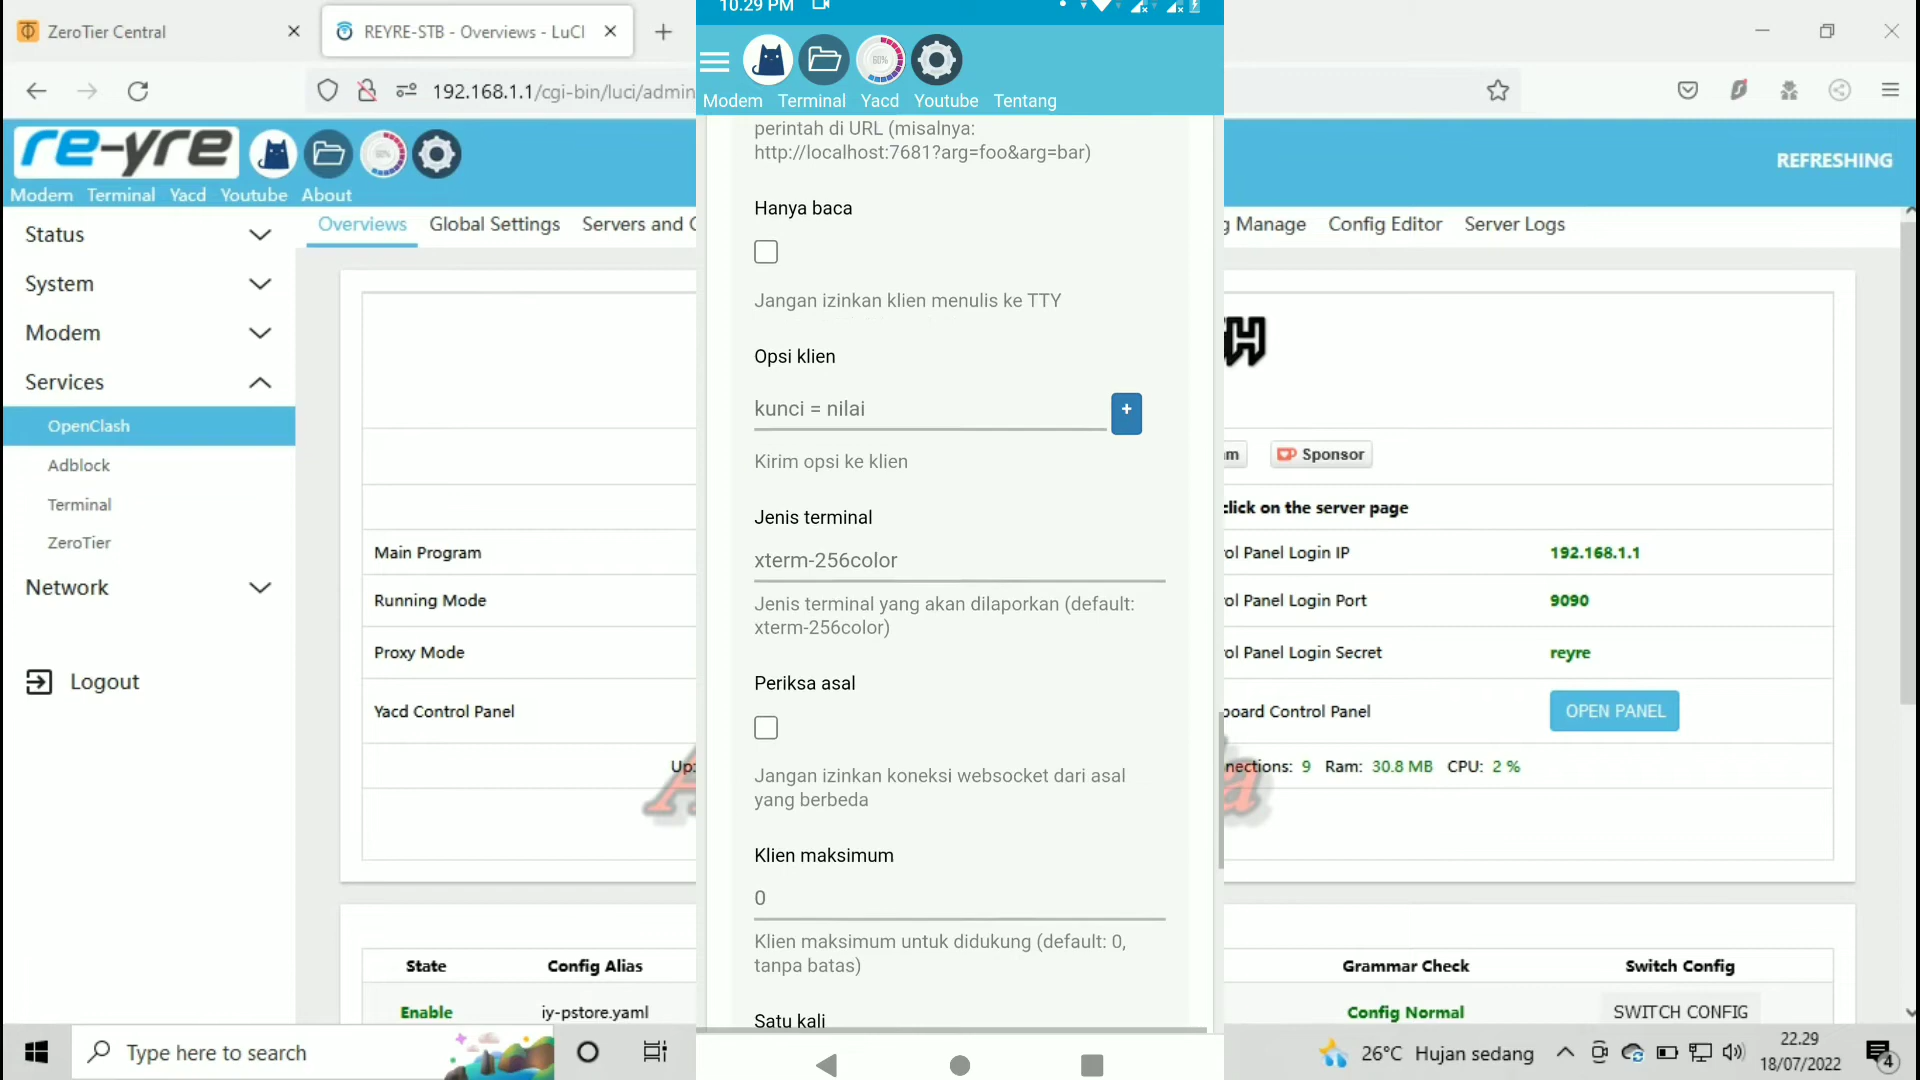 ZeroTier Central
REYRE-STB - Overviews - LuCI
192.168.1.1/cgi-bin/luci/admin
re-yre
Modem Terminal Yacd Youtube About
REFRESHING
Status
System
Modem
Services
OpenClash
Adblock
Terminal
ZeroTier
Network
Logout
Overviews
Global Settings
Servers and
Manage
Config Editor
Server Logs
Sponsor
click on the server page
Main Program
ol Panel Login IP
192.168.1.1
Running Mode
ol Panel Login Port
9090
Proxy Mode
ol Panel Login Secret
reyre
Yacd Control Panel
board Control Panel
OPEN PANEL
Up:
nections: 9 Ram: 30.8 MB CPU: 2 %
State
Config Alias
Grammar Check
Switch Config
Enable
iy-pstore.yaml
Config Normal
SWITCH CONFIG
10.29 PM
60%
Modem Terminal Yacd Youtube Tentang
perintah di URL (misalnya:
http://localhost:7681?arg=foo&arg=bar)
Hanya baca
Jangan izinkan klien menulis ke TTY
Opsi klien
kunci = nilai
+
Kirim opsi ke klien
Jenis terminal
xterm-256color
Jenis terminal yang akan dilaporkan (default:
xterm-256color)
Periksa asal
Jangan izinkan koneksi websocket dari asal
yang berbeda
Klien maksimum
0
Klien maksimum untuk didukung (default: 0,
tanpa batas)
Satu kali
Type here to search
26°C Hujan sedang
22.29
18/07/2022
4